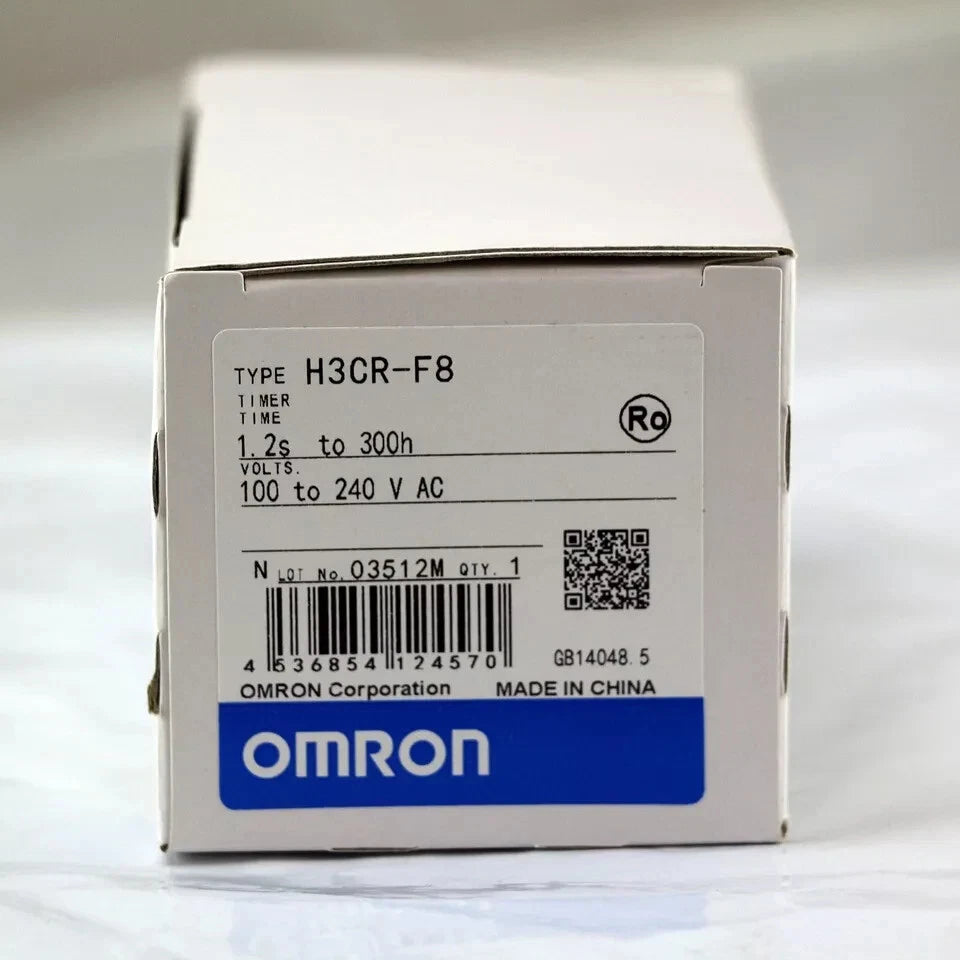 TYPE H3CR-F8
TIMER
TIME
Ro
1.2s to 300h
VOLTS.
100 to 240 V AC
N LOT No. 03512M QTY. 1
4 536854 124570
GB14048.5
OMRON Corporation MADE IN CHINA
OMRON